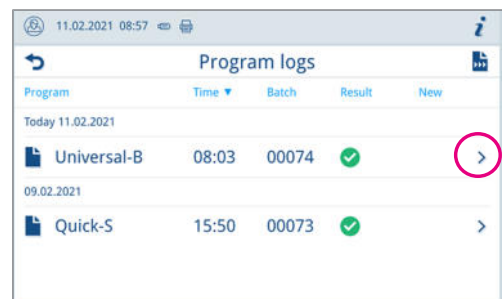 11.02.2021 08:57 i
Program logs
Program Time ▼ Batch Result New
Today 11.02.2021
Universal-B 08:03 00074
09.02.2021
Quick-S 15:50 00073